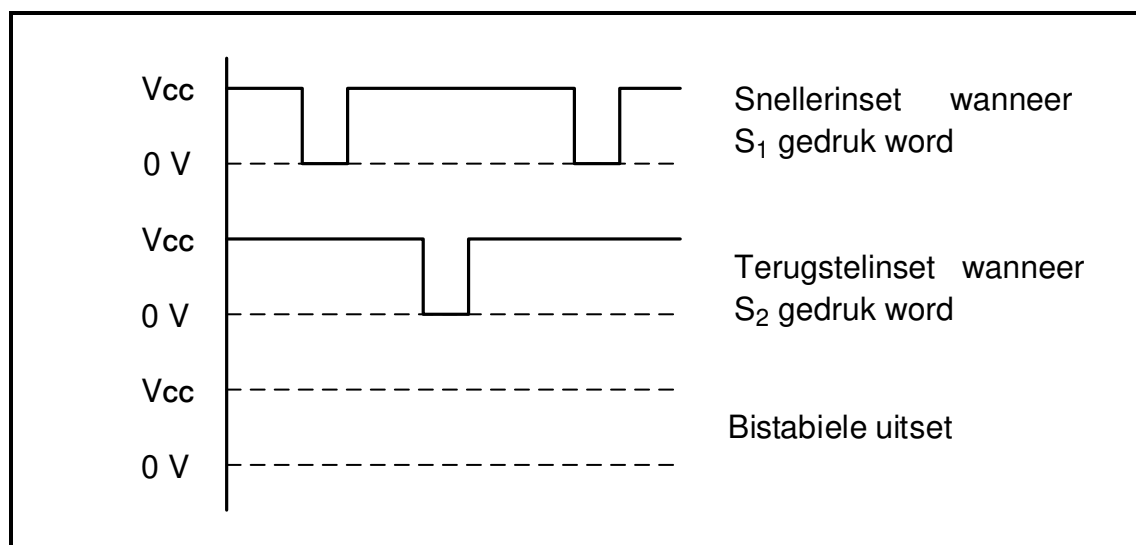 Vcc
Snellerinset wanneer
S₁ gedruk word
0 V
Vcc
Terugstelinset wanneer
S₂ gedruk word
0 V
Vcc
Bistabiele uitset
0 V